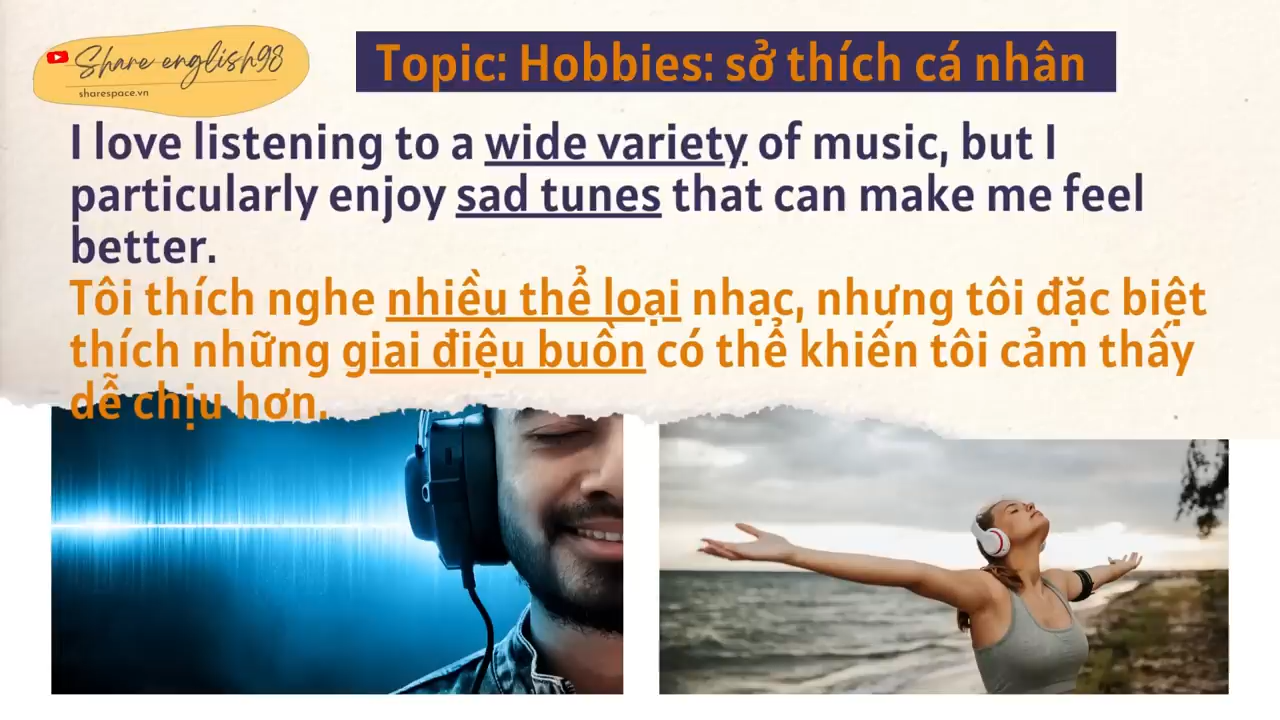 Share english98
sharespace.vn
Topic: Hobbies: sở thích cá nhân
I love listening to a wide variety of music, but I
particularly enjoy sad tunes that can make me feel
better.
Tôi thích nghe nhiều thể loại nhạc, nhưng tôi đặc biệt
thích những giai điệu buồn có thể khiến tôi cảm thấy
dễ chịu hơn.